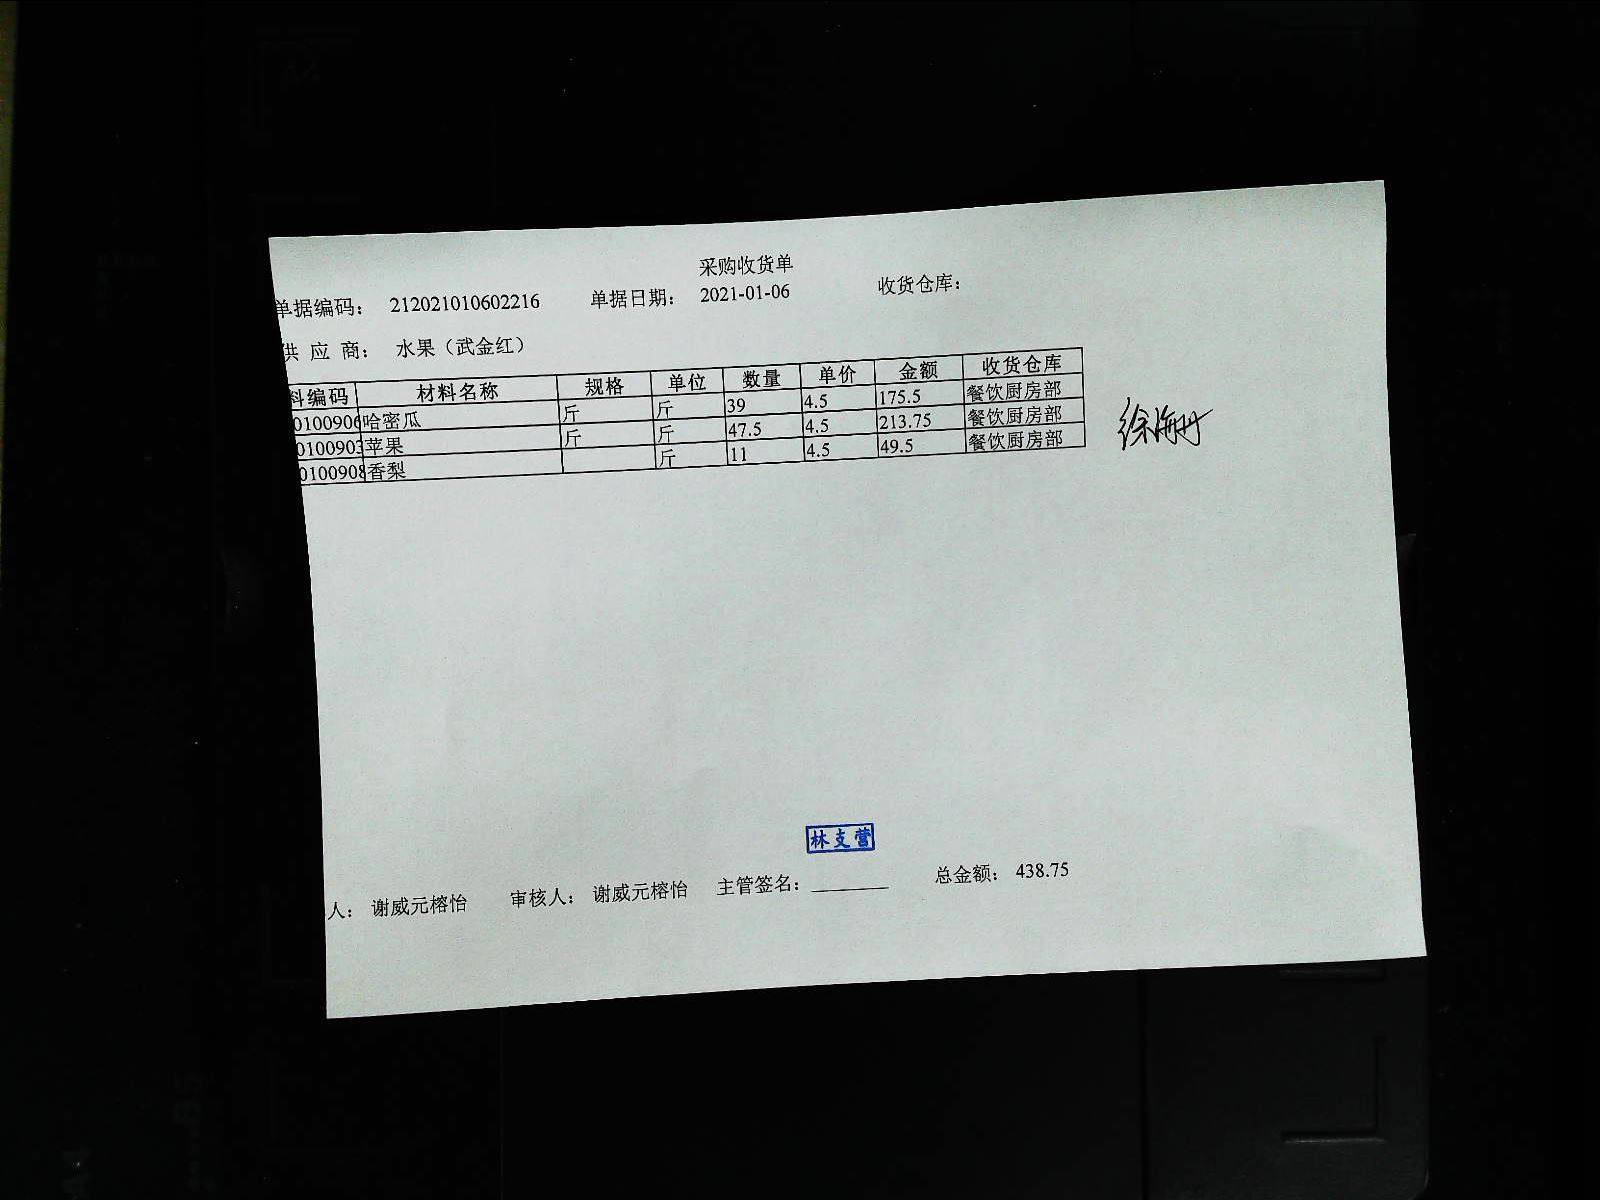 采购收货单
单据编码： 212021010602216 单据日期： 2021-01-06 收货仓库：
供 应 商： 水果（武金红）
料编码 材料名称 规格 单位 数量 单价 金额 收货仓库
0100906 哈密瓜 斤 斤 39 4.5 175.5 餐饮厨房部
0100903 苹果 斤 斤 47.5 4.5 213.75 餐饮厨房部
0100908 香梨 斤 11 4.5 49.5 餐饮厨房部
徐海丹
林支营
人： 谢威元榕怡 审核人： 谢威元榕怡 主管签名： 总金额： 438.75